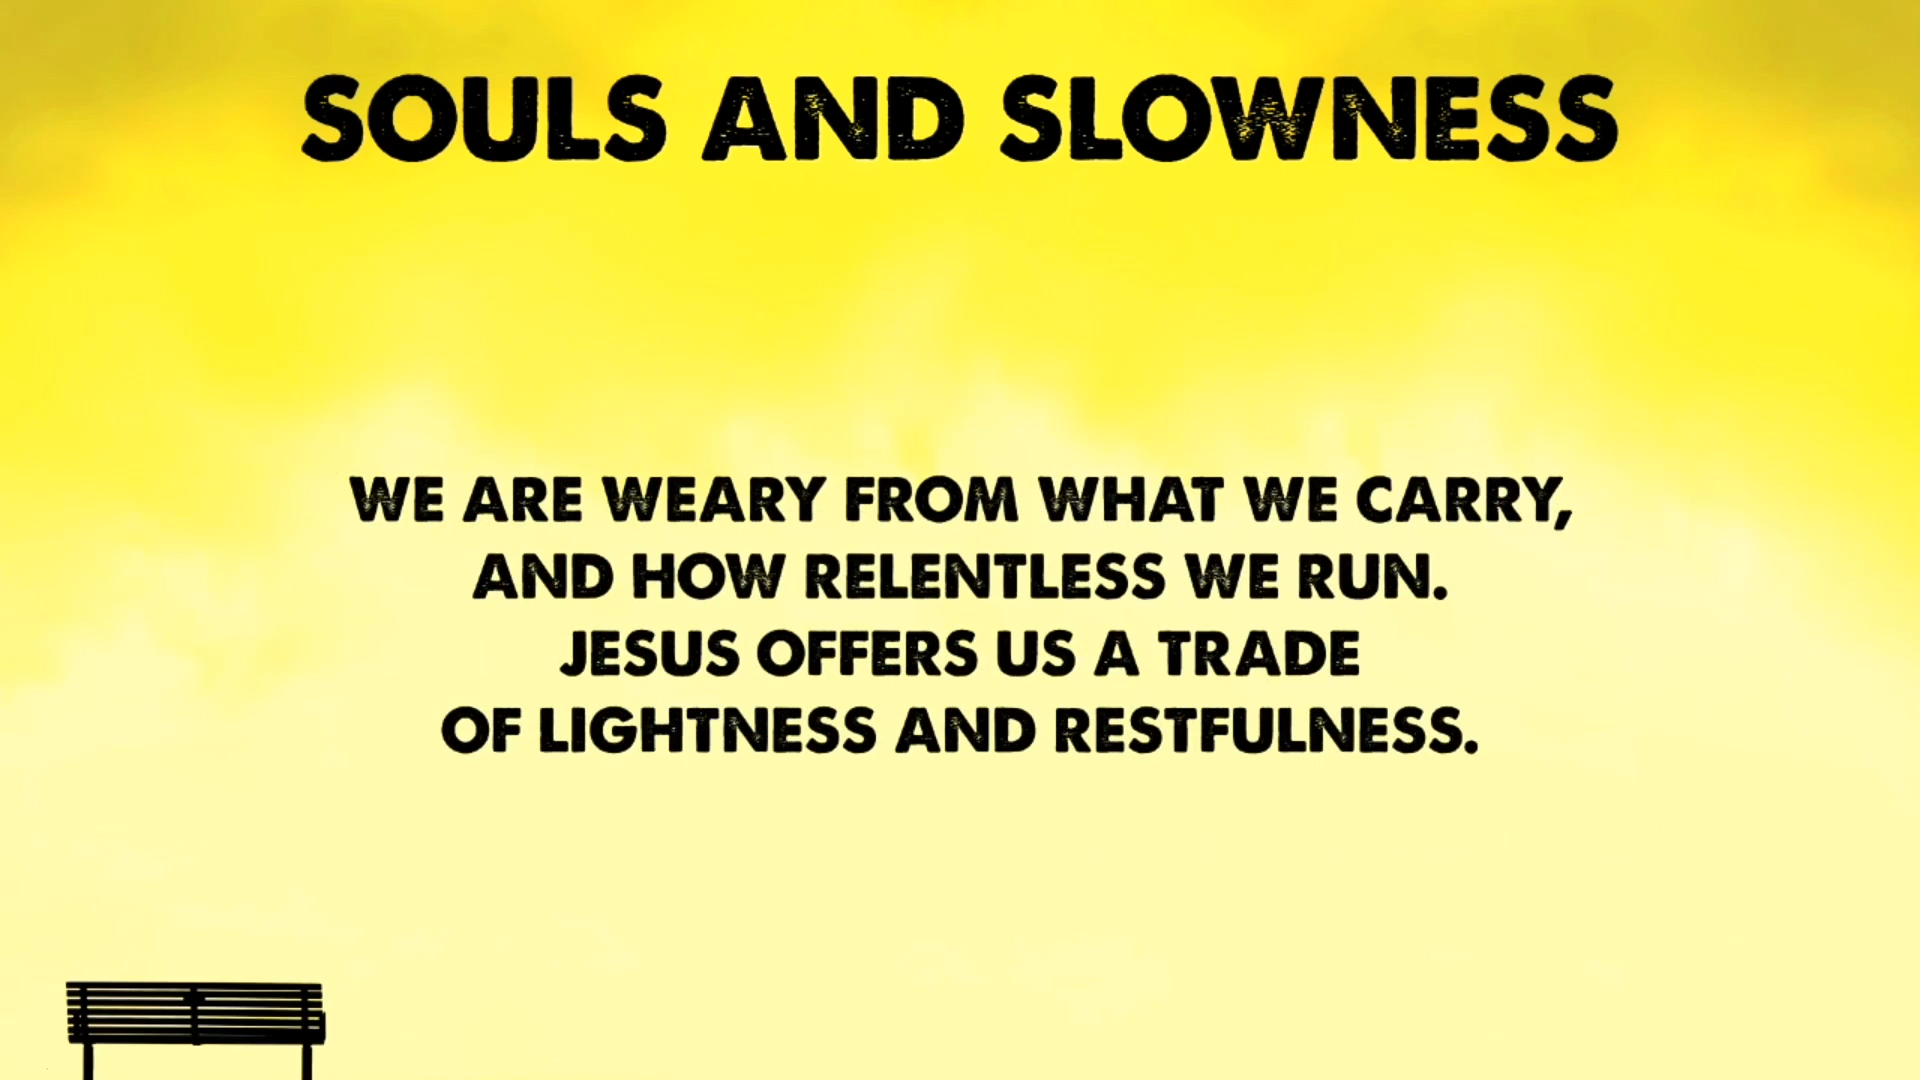 SOULS AND SLOWNESS
WE ARE WEARY FROM WHAT WE CARRY,
AND HOW RELENTLESS WE RUN.
JESUS OFFERS US A TRADE
OF LIGHTNESS AND RESTFULNESS.